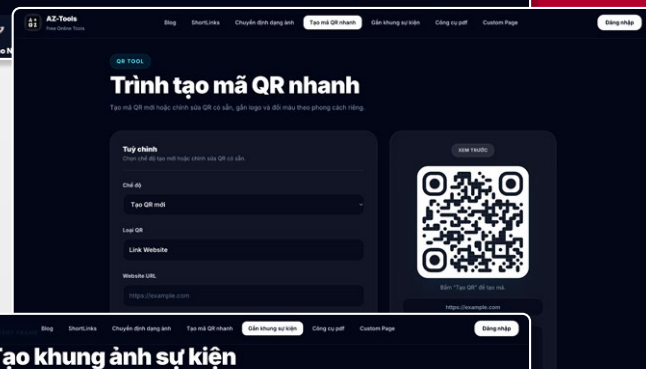 AZ-Tools
Free Online Tools
Blog ShortLinks Chuyển định dạng ảnh Tạo mã QR nhanh Gắn khung sự kiện Công cụ pdf Custom Page Đăng nhập
QR TOOL
Trình tạo mã QR nhanh
Tạo mã QR mới hoặc chỉnh sửa QR có sẵn, gắn logo và đổi màu theo phong cách riêng.
Tuỳ chỉnh
Chọn chế độ tạo mới hoặc chỉnh sửa QR có sẵn.
Chế độ
Tạo QR mới
Loại QR
Link Website
Website URL
https://example.com
XEM TRƯỚC
Bấm "Tạo QR" để tạo mã.
https://example.com
Blog ShortLinks Chuyển định dạng ảnh Tạo mã QR nhanh Gắn khung sự kiện Công cụ pdf Custom Page Đăng nhập
ạo khung ảnh sự kiện